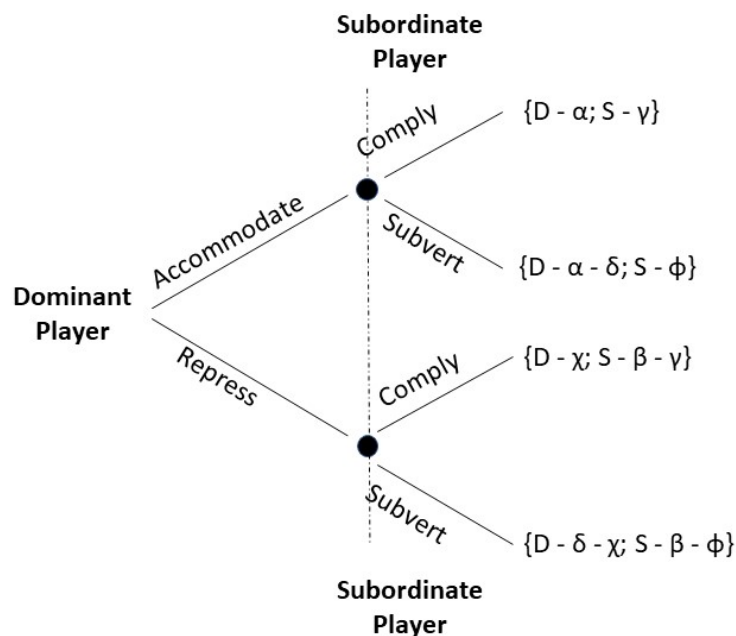 Subordinate
Player
Comply
{D - α; S - γ}
Accommodate
Subvert
{D - α - δ; S - ϕ}
Dominant
Player
Repress
Comply
{D - χ; S - β - γ}
Subvert
{D - δ - χ; S - β - ϕ}
Subordinate
Player